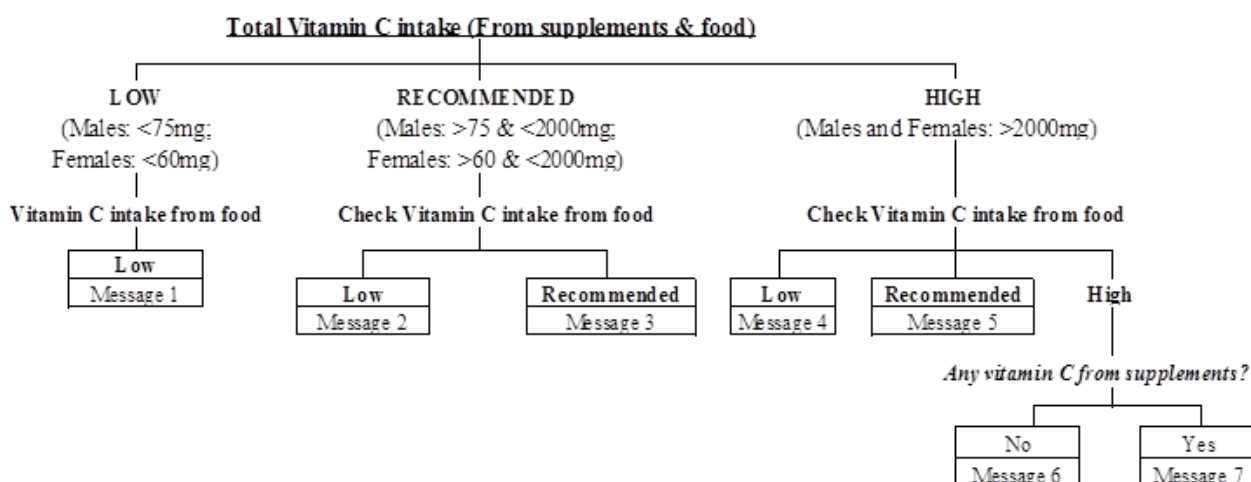 Total Vitamin C intake (From supplements & food)
LOW
(Males: <75mg;
Females: <60mg)
RECOMMENDED
(Males: >75 & <2000mg;
Females: >60 & <2000mg)
HIGH
(Males and Females: >2000mg)
Vitamin C intake from food
Check Vitamin C intake from food
Check Vitamin C intake from food
Low
Message 1
Low
Message 2
Recommended
Message 3
Low
Message 4
Recommended
Message 5
High
Any vitamin C from supplements?
No
Message 6
Yes
Message 7